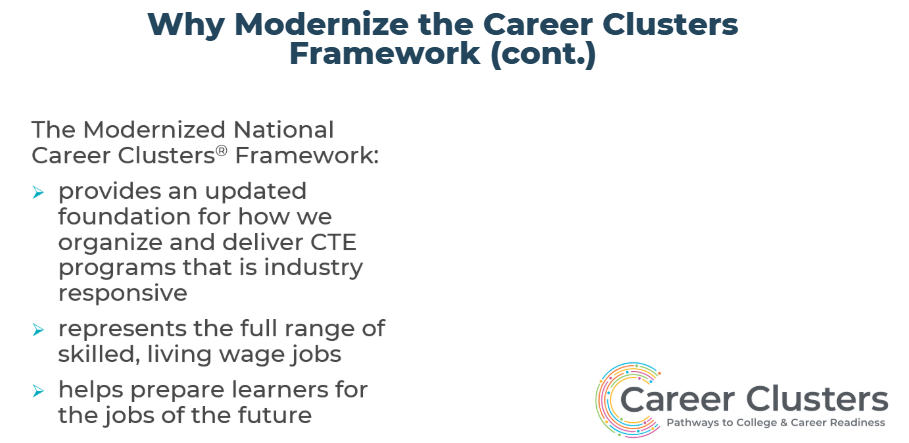 Why Modernize the Career Clusters
Framework (cont.)
The Modernized National
Career Clusters® Framework:
provides an updated
foundation for how we
organize and deliver CTE
programs that is industry
responsive
represents the full range of
skilled, living wage jobs
helps prepare learners for
the jobs of the future
Career Clusters
Pathways to College & Career Readiness